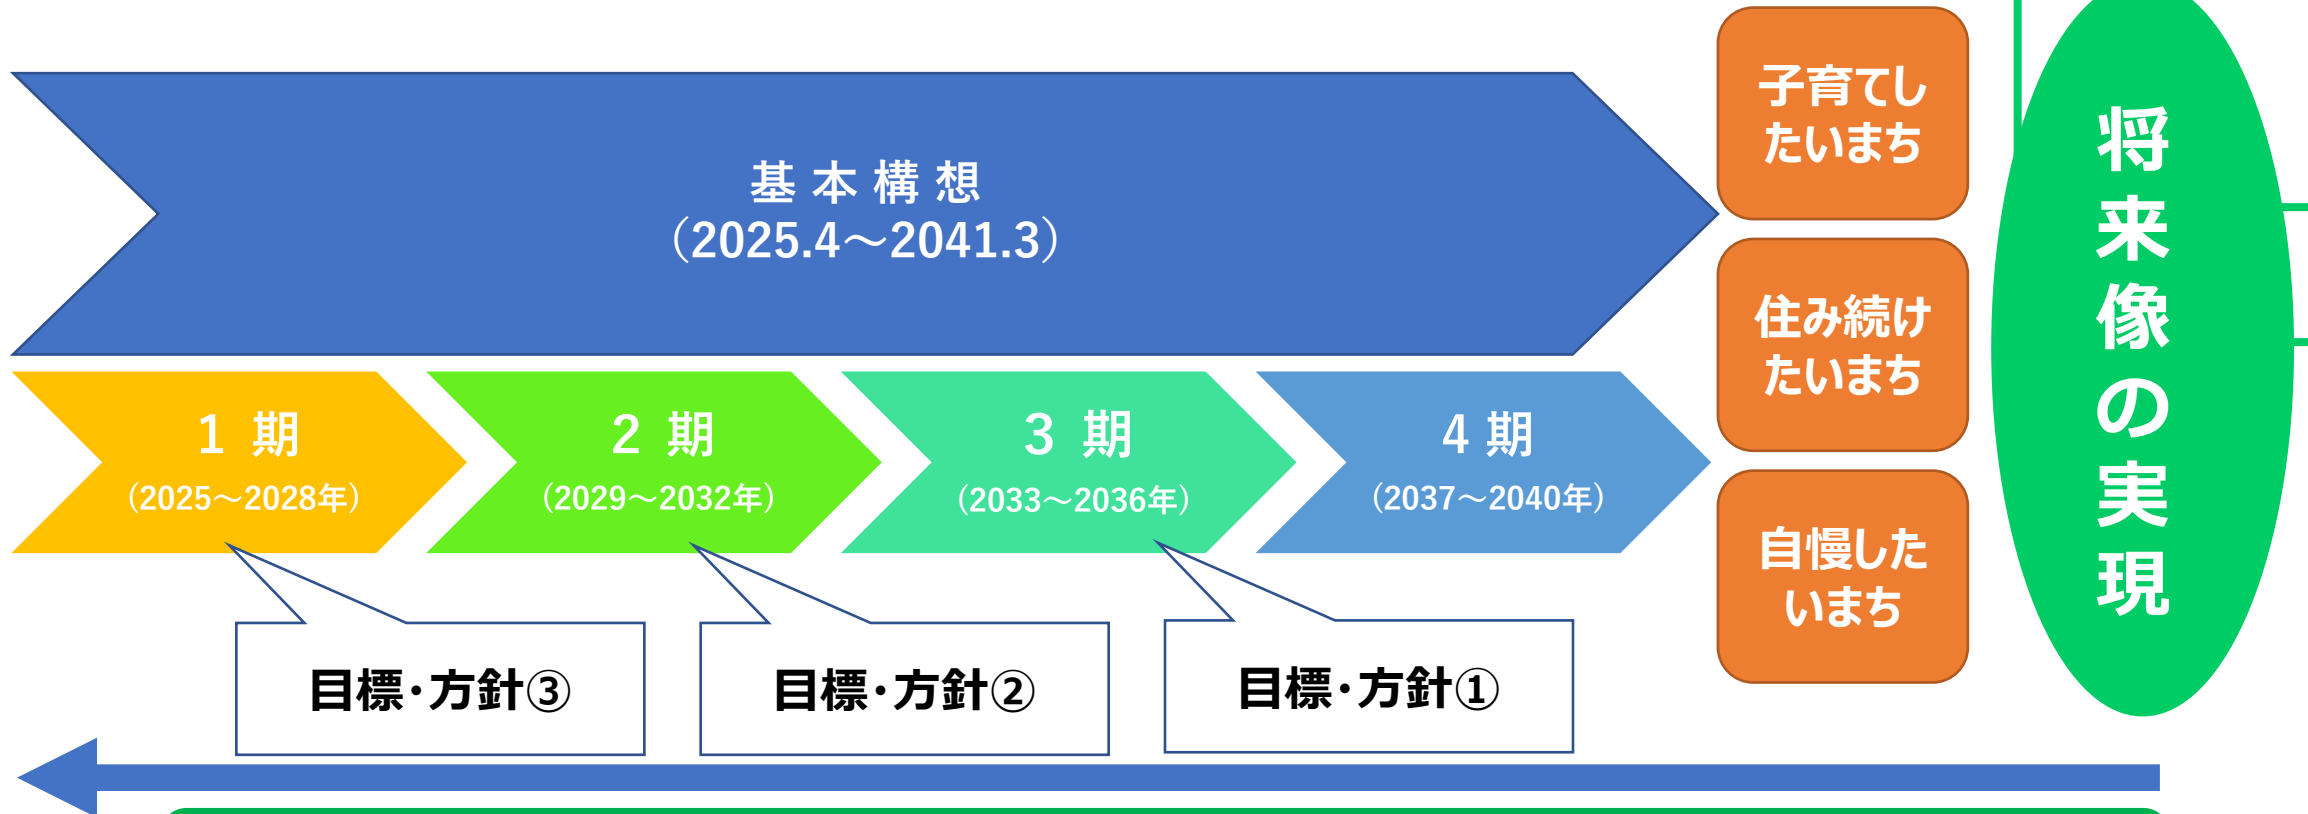 基本構想
（2025.4～2041.3）
1 期
（2025～2028年）
2 期
（2029～2032年）
3 期
（2033～2036年）
4 期
（2037～2040年）
目標・方針③
目標・方針②
目標・方針①
子育てし
たいまち
住み続け
たいまち
自慢した
いまち
将来像の実現